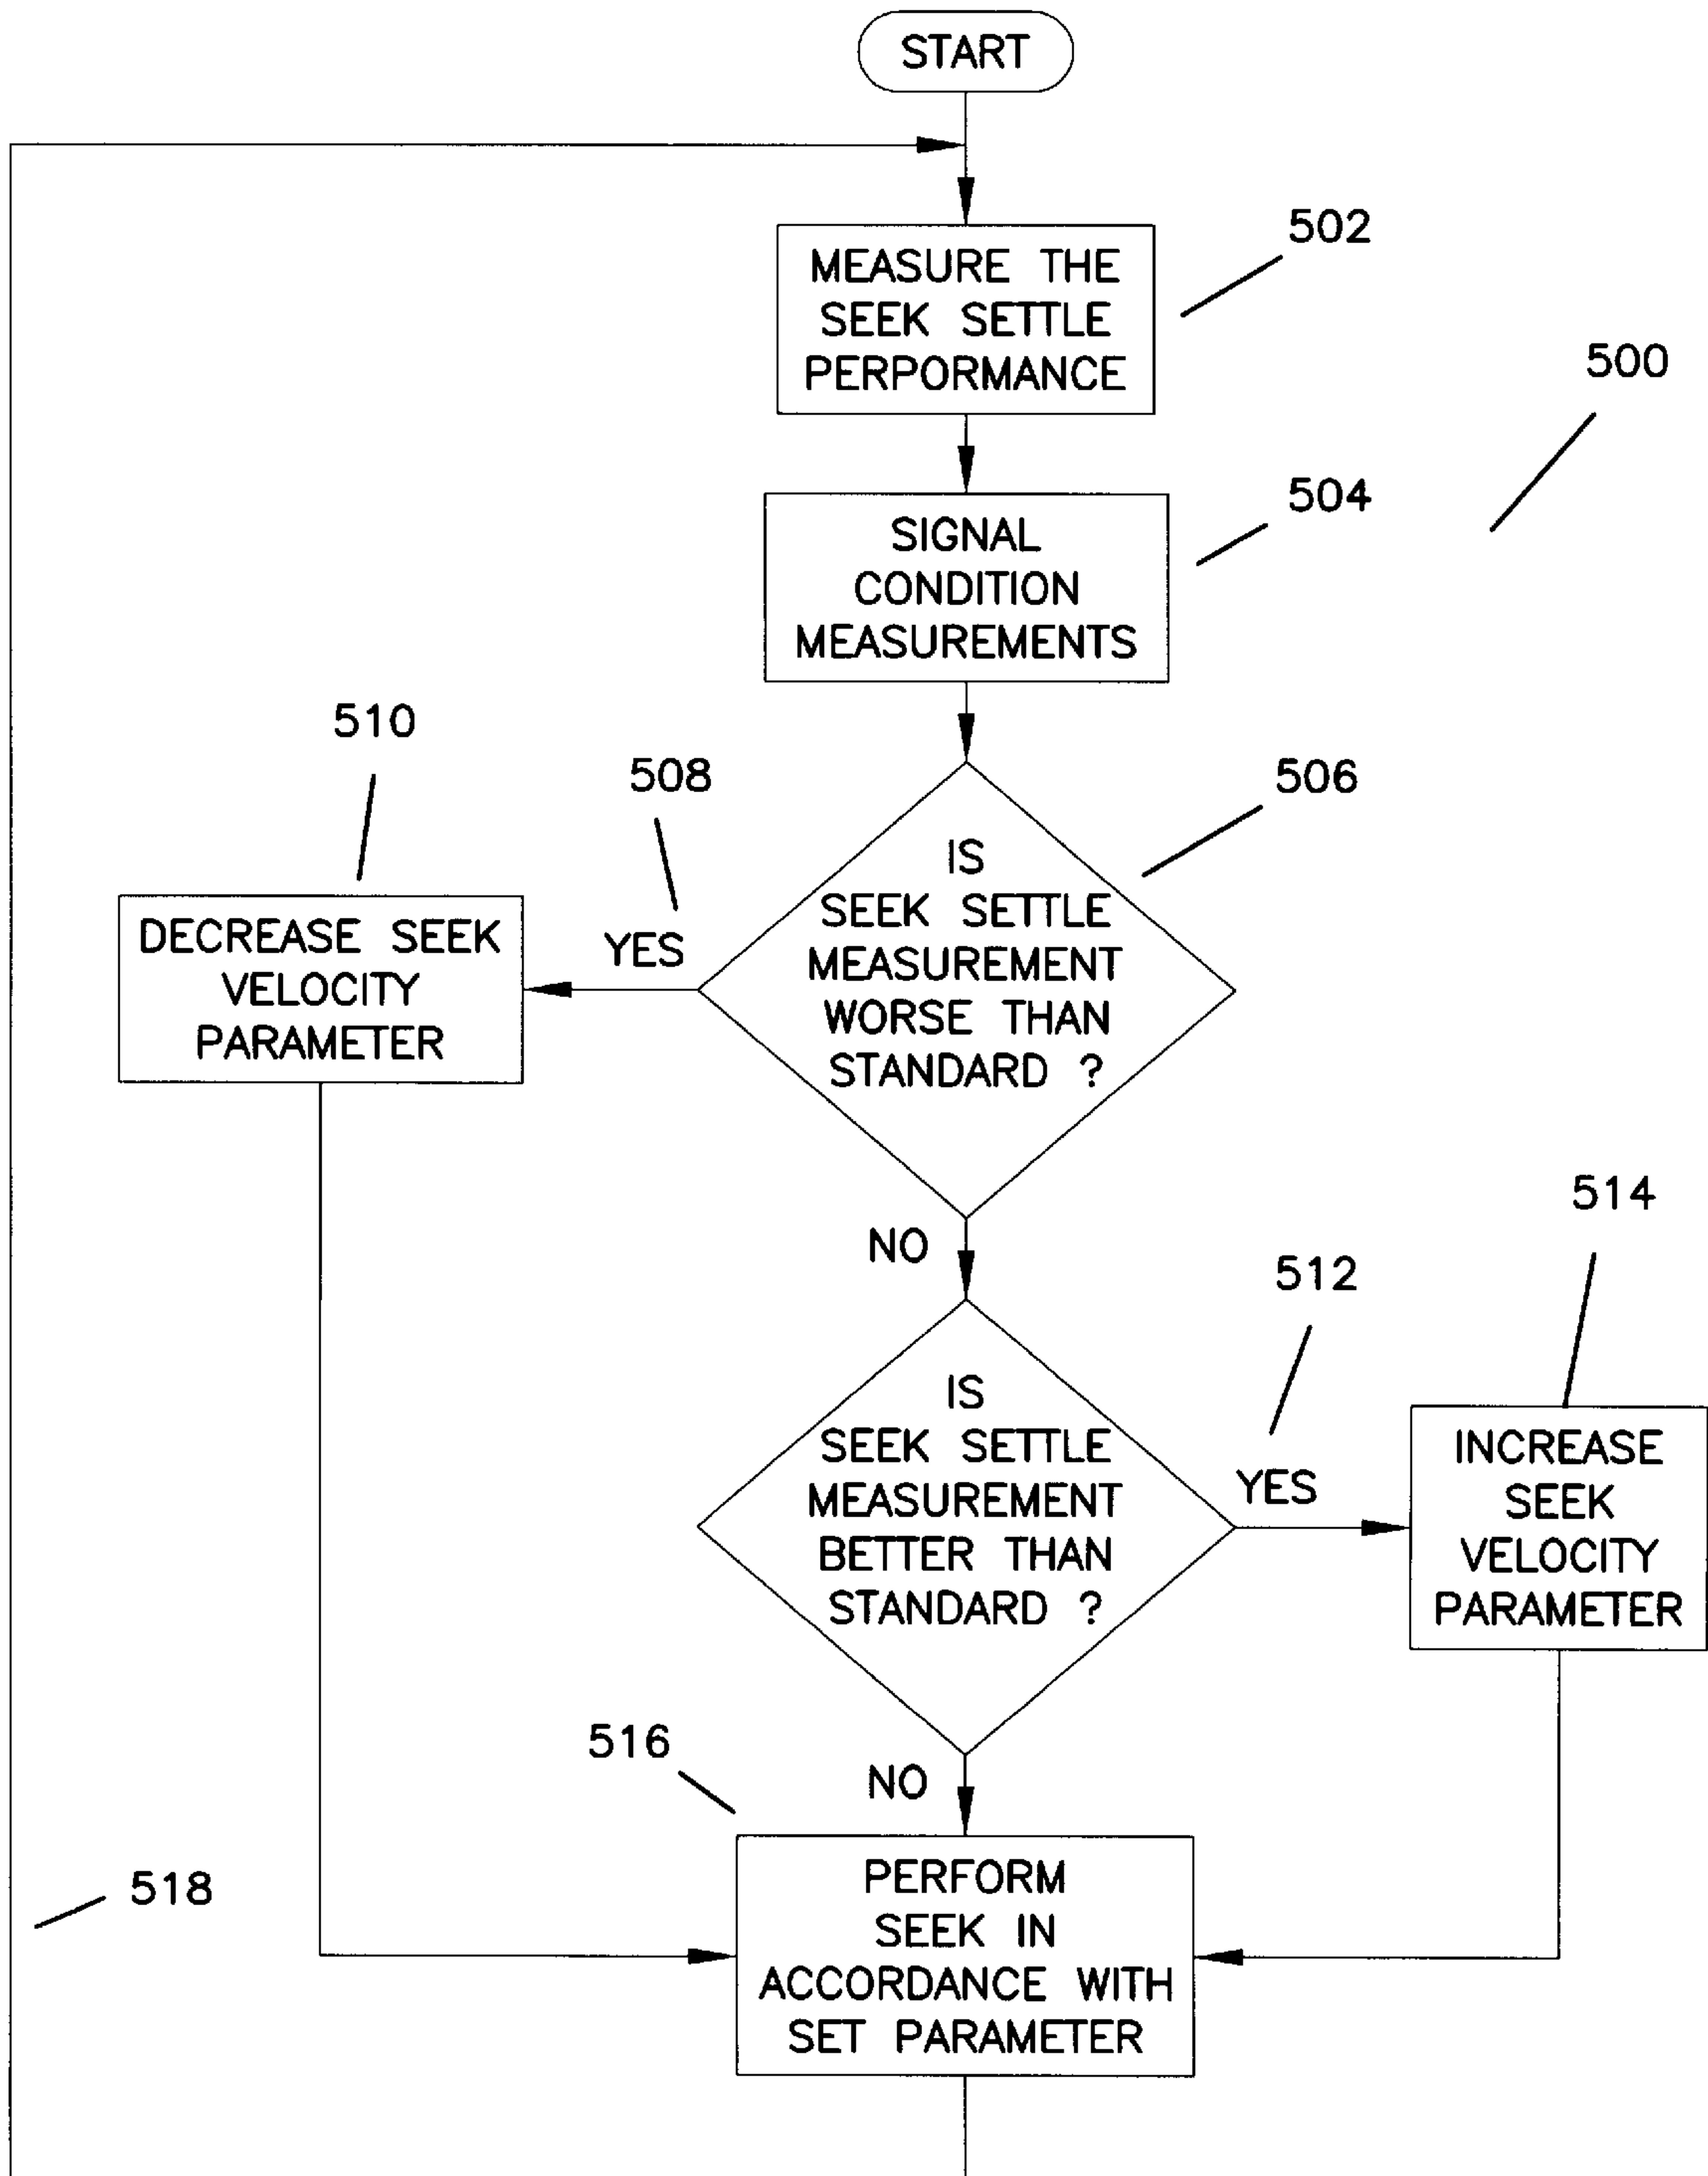 START
502
MEASURE THE
SEEK SETTLE
PERPORMANCE
500
504
SIGNAL
CONDITION
MEASUREMENTS
510
508
506
IS
SEEK SETTLE
MEASUREMENT
WORSE THAN
STANDARD ?
YES
DECREASE SEEK
VELOCITY
PARAMETER
NO
514
512
IS
SEEK SETTLE
MEASUREMENT
BETTER THAN
STANDARD ?
YES
INCREASE
SEEK
VELOCITY
PARAMETER
NO
516
PERFORM
SEEK IN
ACCORDANCE WITH
SET PARAMETER
518